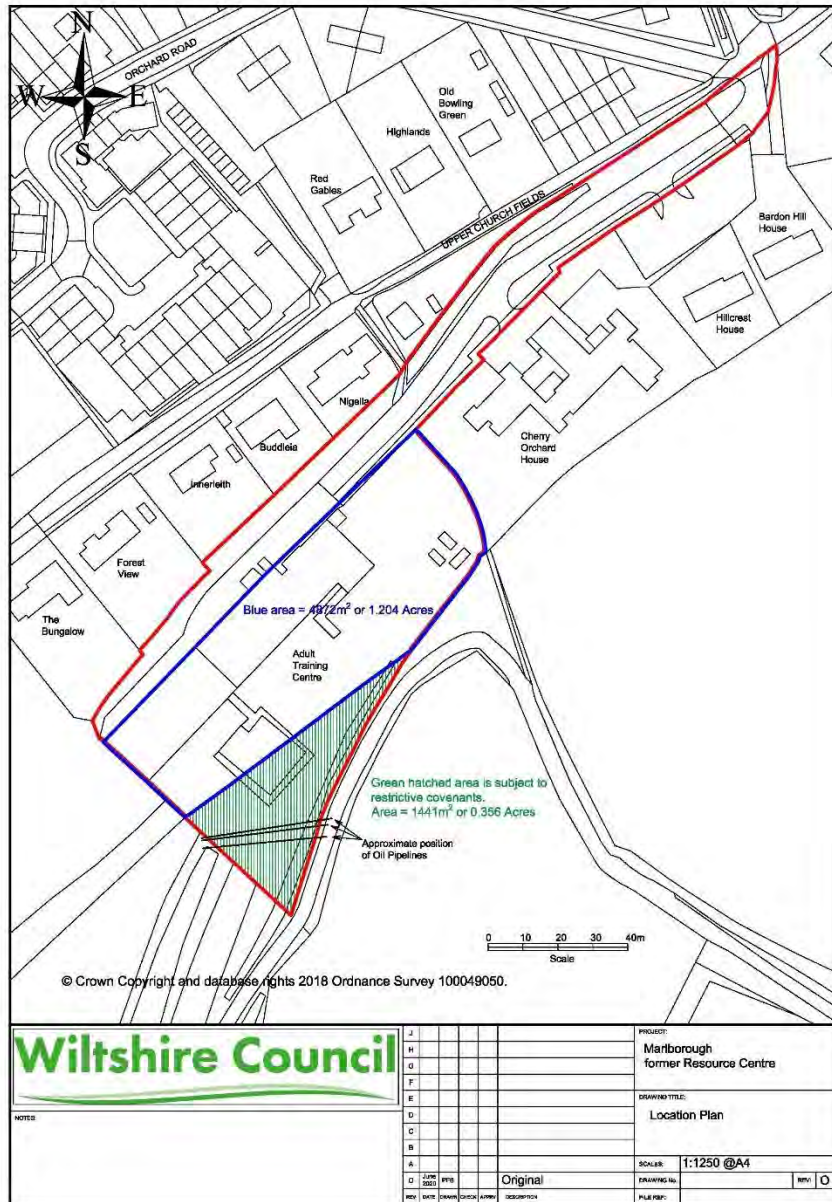 N
W
E
S
ORCHARD ROAD
Old
Bowling
Green
Highlands
Red
Gables
UPPER CHURCH FIELDS
Bardon Hill
House
Hillcrest
House
Nigella
Cherry
Orchard
House
Buddleia
Innerleith
Forest
View
The
Bungalow
Blue area = 4872m² or 1.204 Acres
Adult
Training
Centre
Green hatched area is subject to
restrictive covenants.
Area = 1441m² or 0.356 Acres
Approximate position
of Oil Pipelines
0 10 20 30 40m
Scale
© Crown Copyright and database rights 2018 Ordnance Survey 100049050.
Wiltshire Council
NOTES
J
H
G
F
E
D
C
B
A
O June 2020 PFS Original
REV DATE DRAWN CHECK APPRV DESCRIPTION
PROJECT:
Marlborough
former Resource Centre
DRAWING TITLE:
Location Plan
SCALES: 1:1250 @A4
DRAWING No. REV: O
FILE REF: